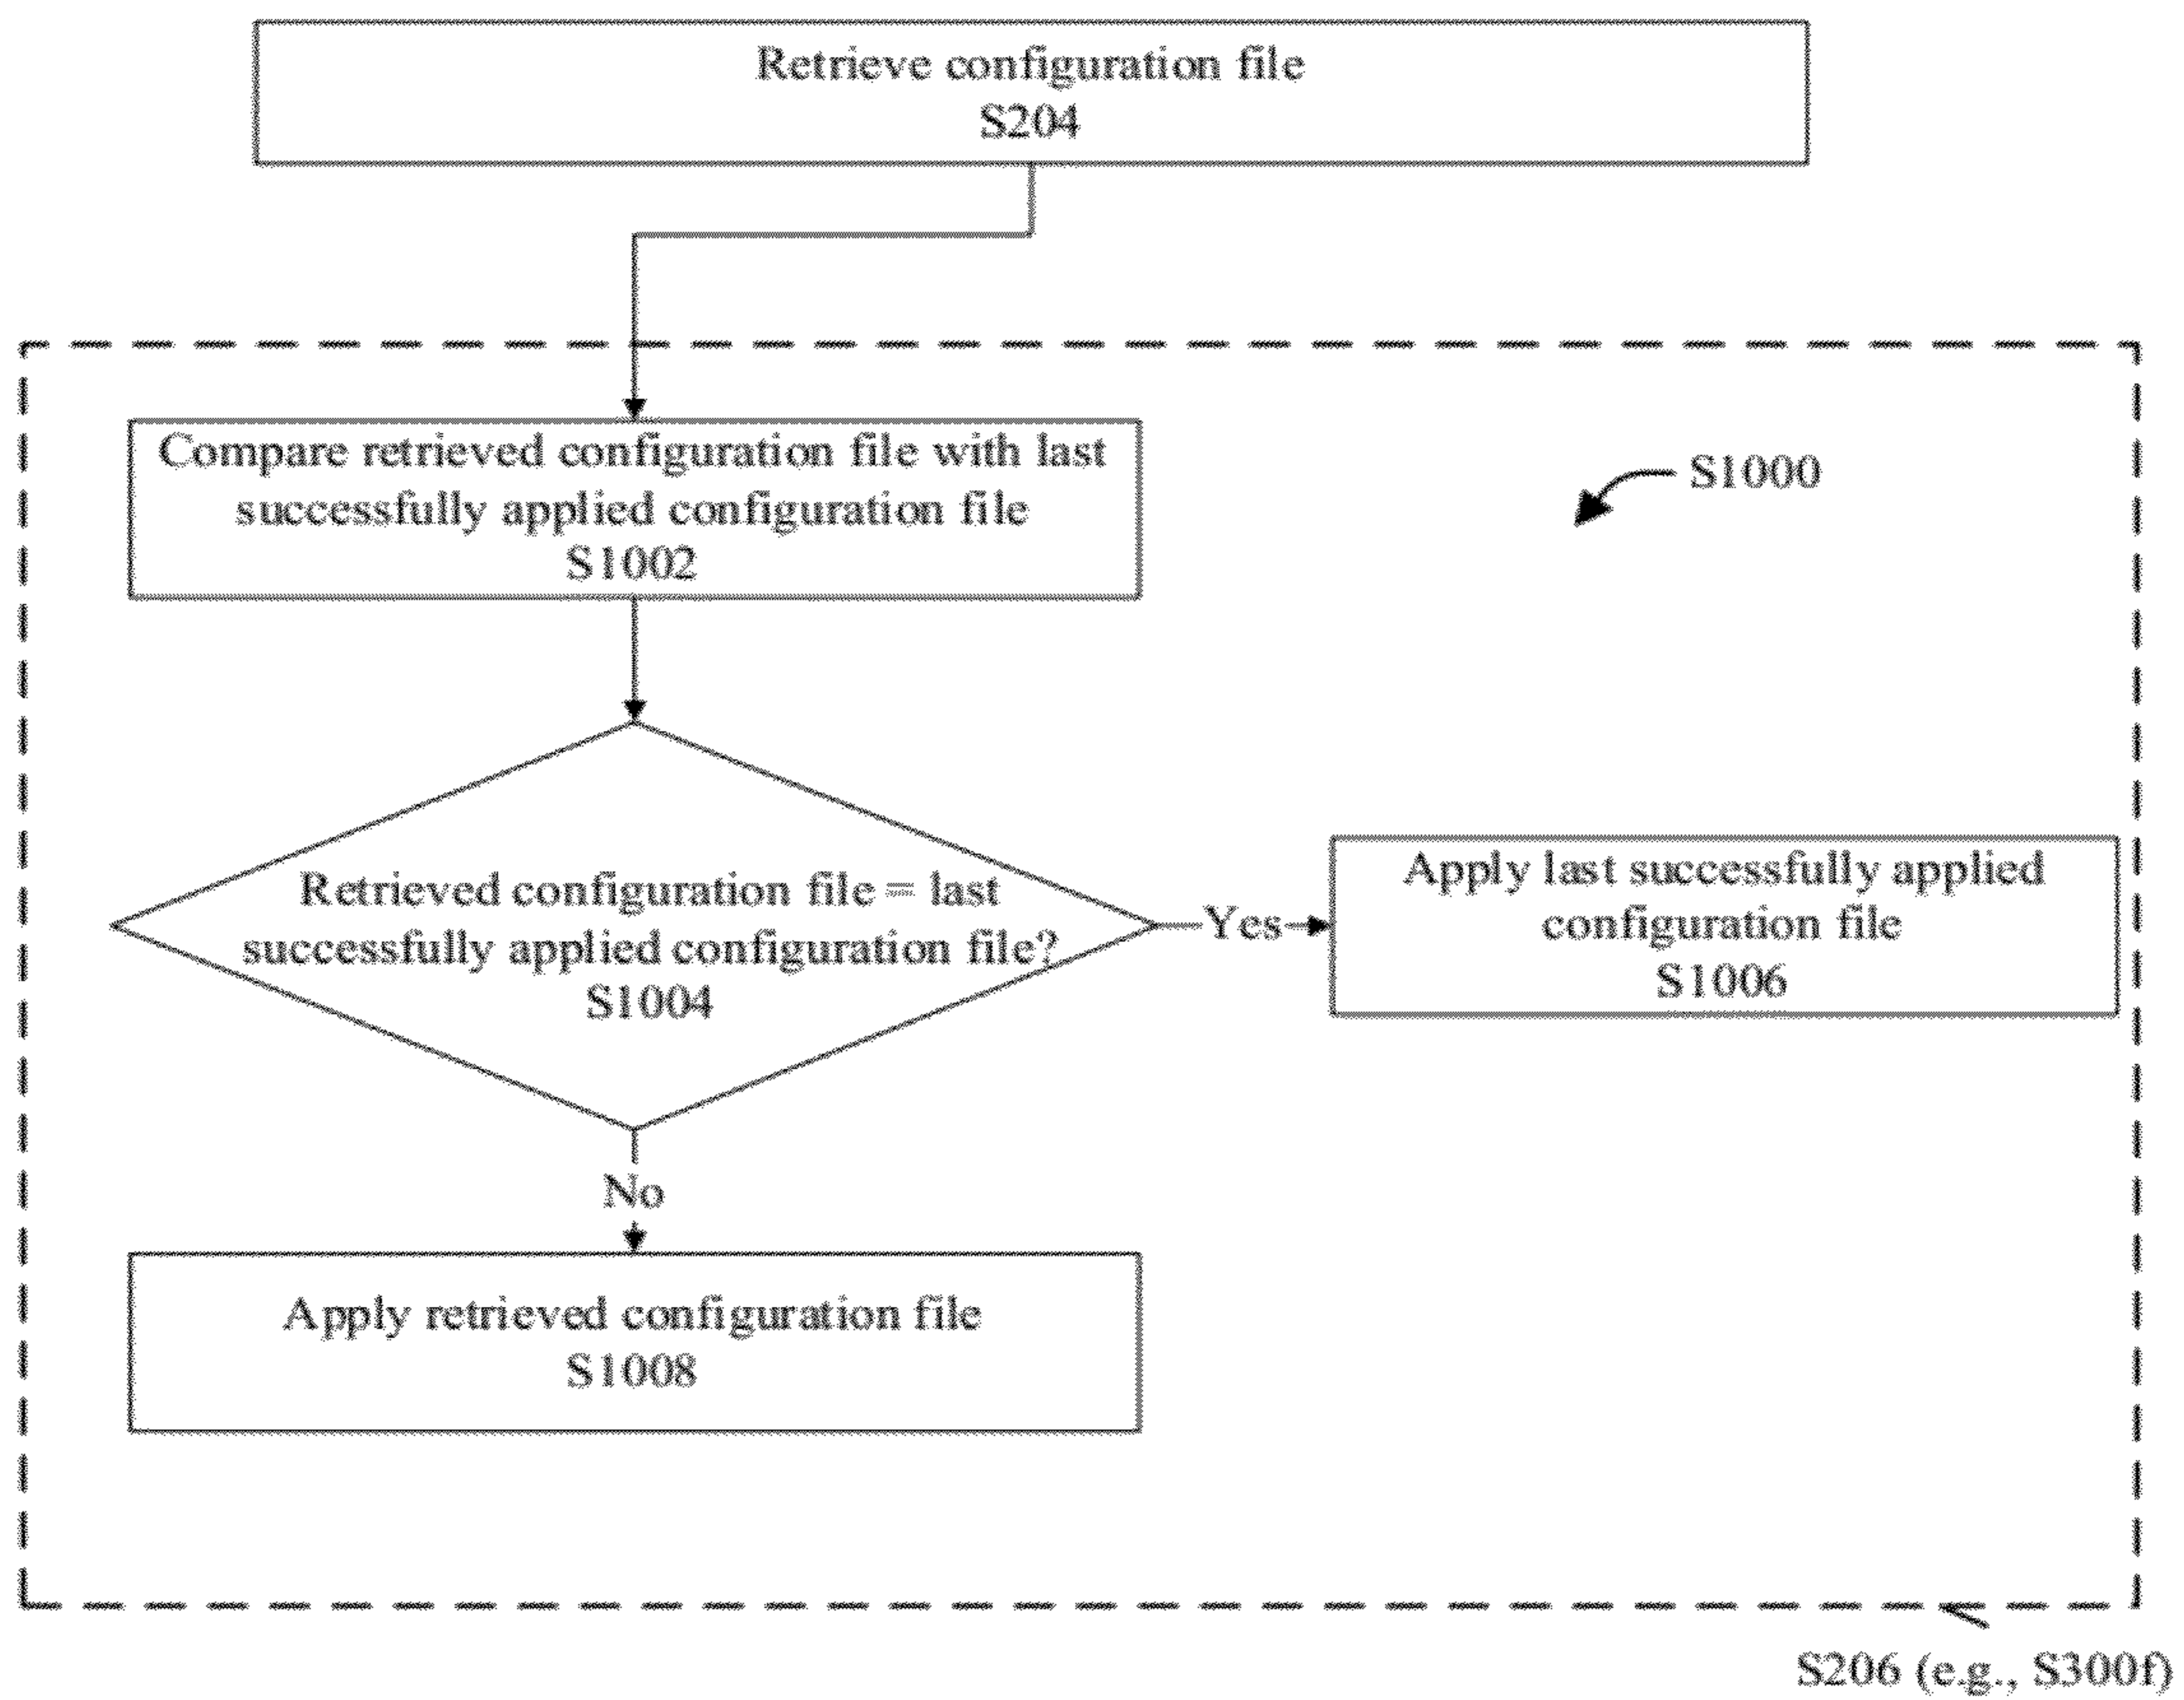 Retrieve configuration file
S204
Compare retrieved configuration file with last
successfully applied configuration file
S1002
S1000
Retrieved configuration file = last
successfully applied configuration file?
S1004
Yes
Apply last successfully applied
configuration file
S1006
No
Apply retrieved configuration file
S1008
S206 (e.g., S300f)